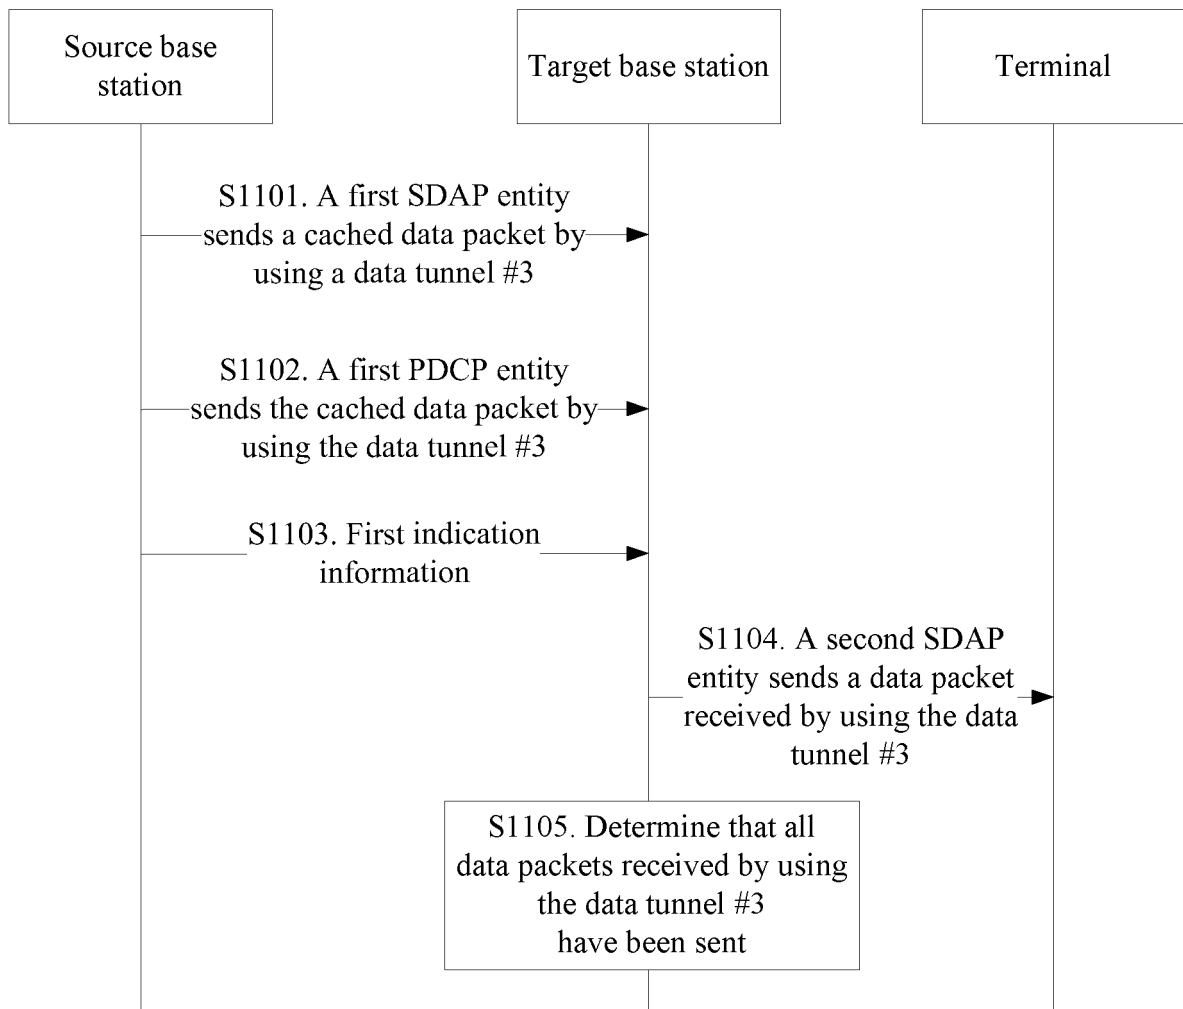 Source base
station
Target base station
Terminal
S1101. A first SDAP entity
sends a cached data packet by
using a data tunnel #3
S1102. A first PDCP entity
sends the cached data packet by
using the data tunnel #3
S1103. First indication
information
S1104. A second SDAP
entity sends a data packet
received by using the data
tunnel #3
S1105. Determine that all
data packets received by using
the data tunnel #3
have been sent